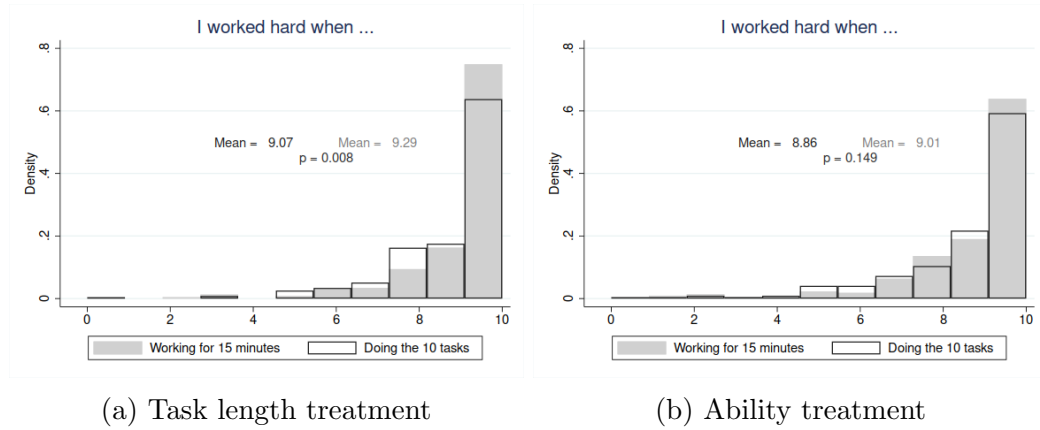 I worked hard when ...
.8
.6
.4
.2
0
Density
Mean = 9.07 Mean = 9.29
p = 0.008
0 2 4 6 8 10
Working for 15 minutes Doing the 10 tasks
(a) Task length treatment
I worked hard when ...
.8
.6
.4
.2
0
Density
Mean = 8.86 Mean = 9.01
p = 0.149
0 2 4 6 8 10
Working for 15 minutes Doing the 10 tasks
(b) Ability treatment